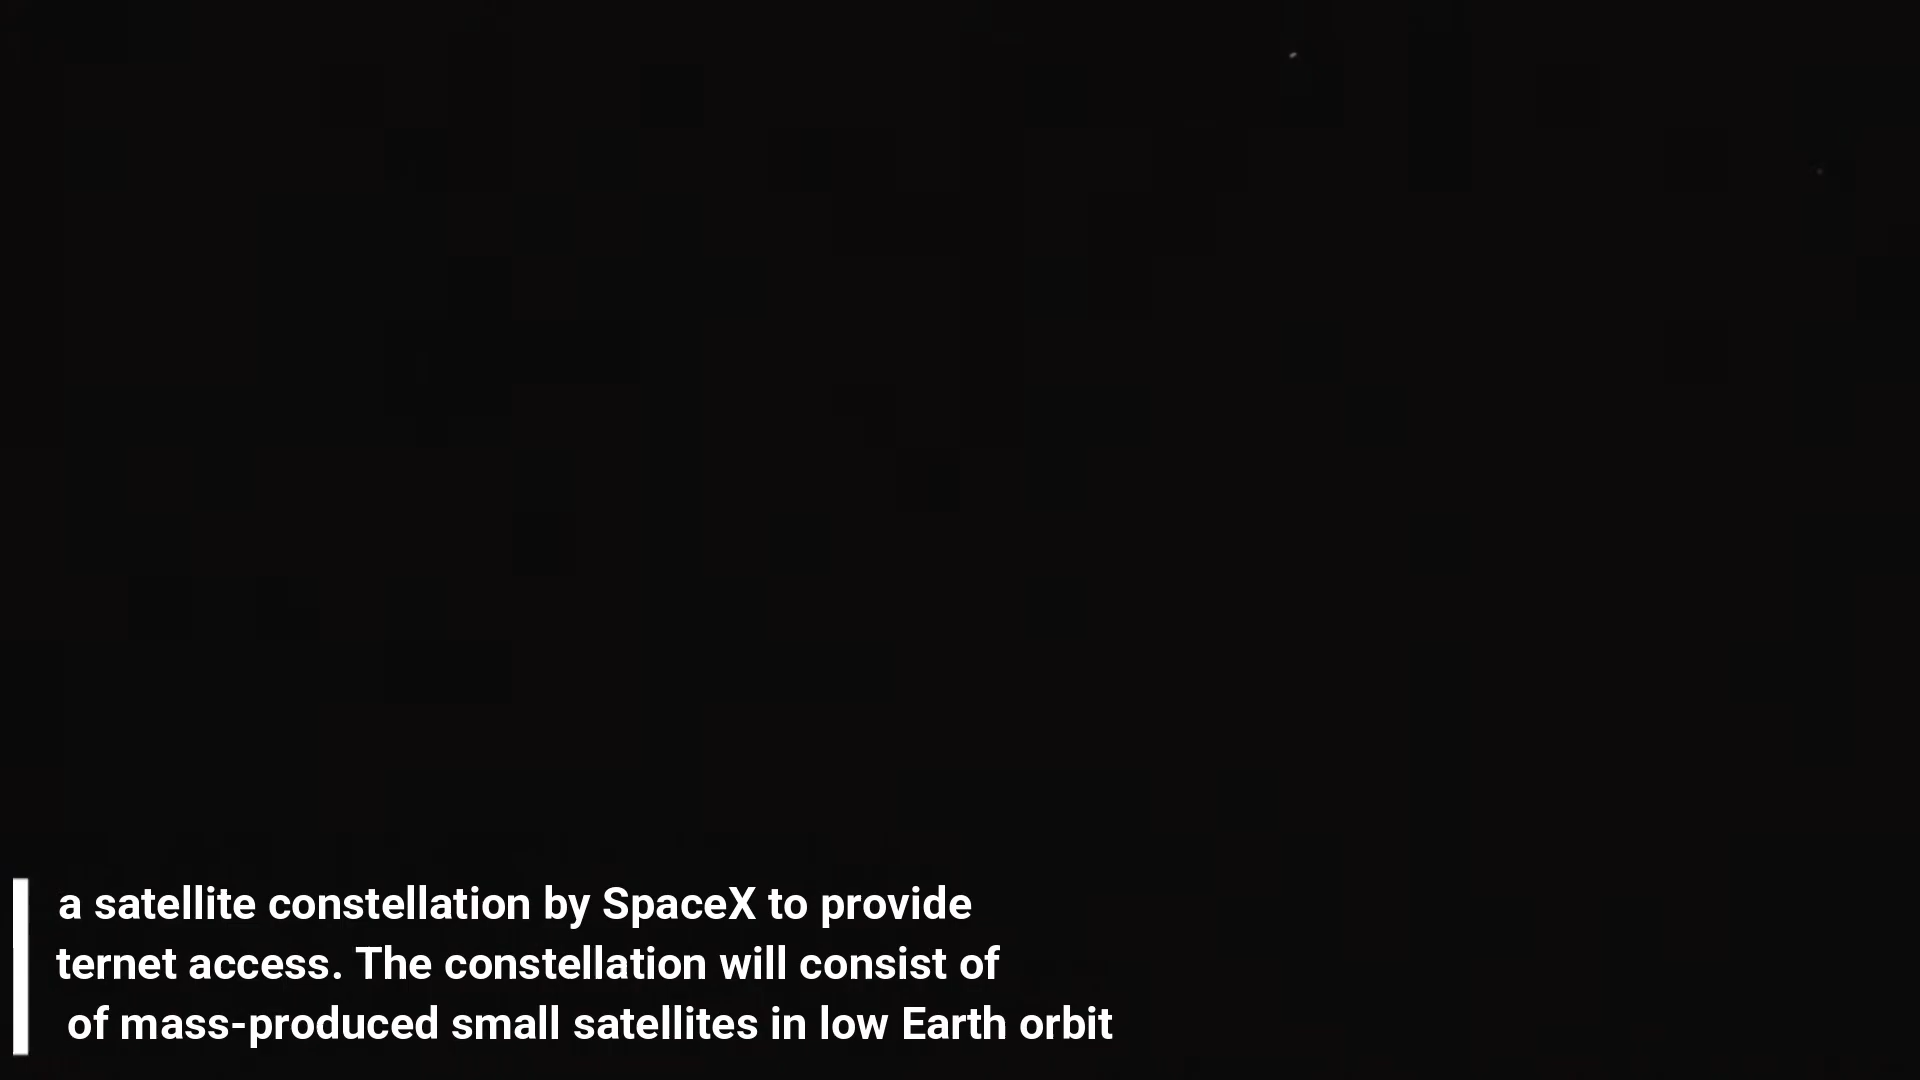 a satellite constellation by SpaceX to provide
ternet access. The constellation will consist of
of mass-produced small satellites in low Earth orbit